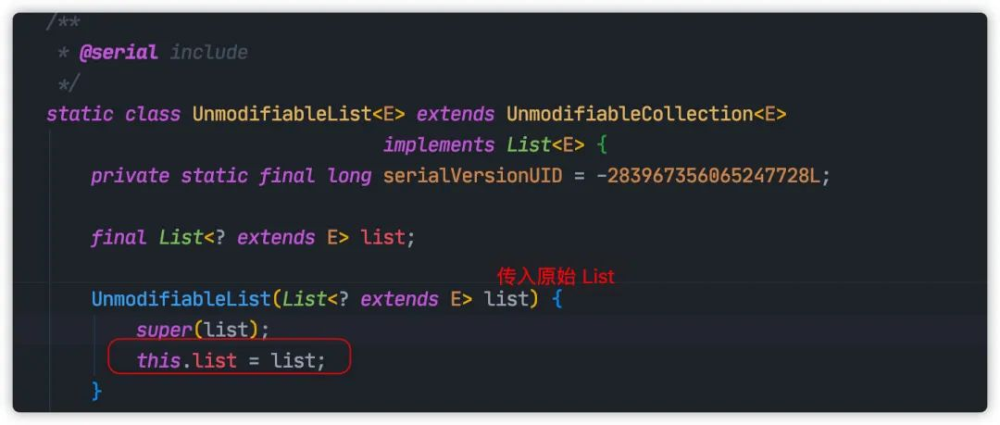 /**
* @serial include
*/
static class UnmodifiableList<E> extends UnmodifiableCollection<E>
implements List<E> {
private static final long serialVersionUID = -283967356065247728L;
final List<? extends E> list;
传入原始 List
UnmodifiableList(List<? extends E> list) {
super(list);
this.list = list;
}